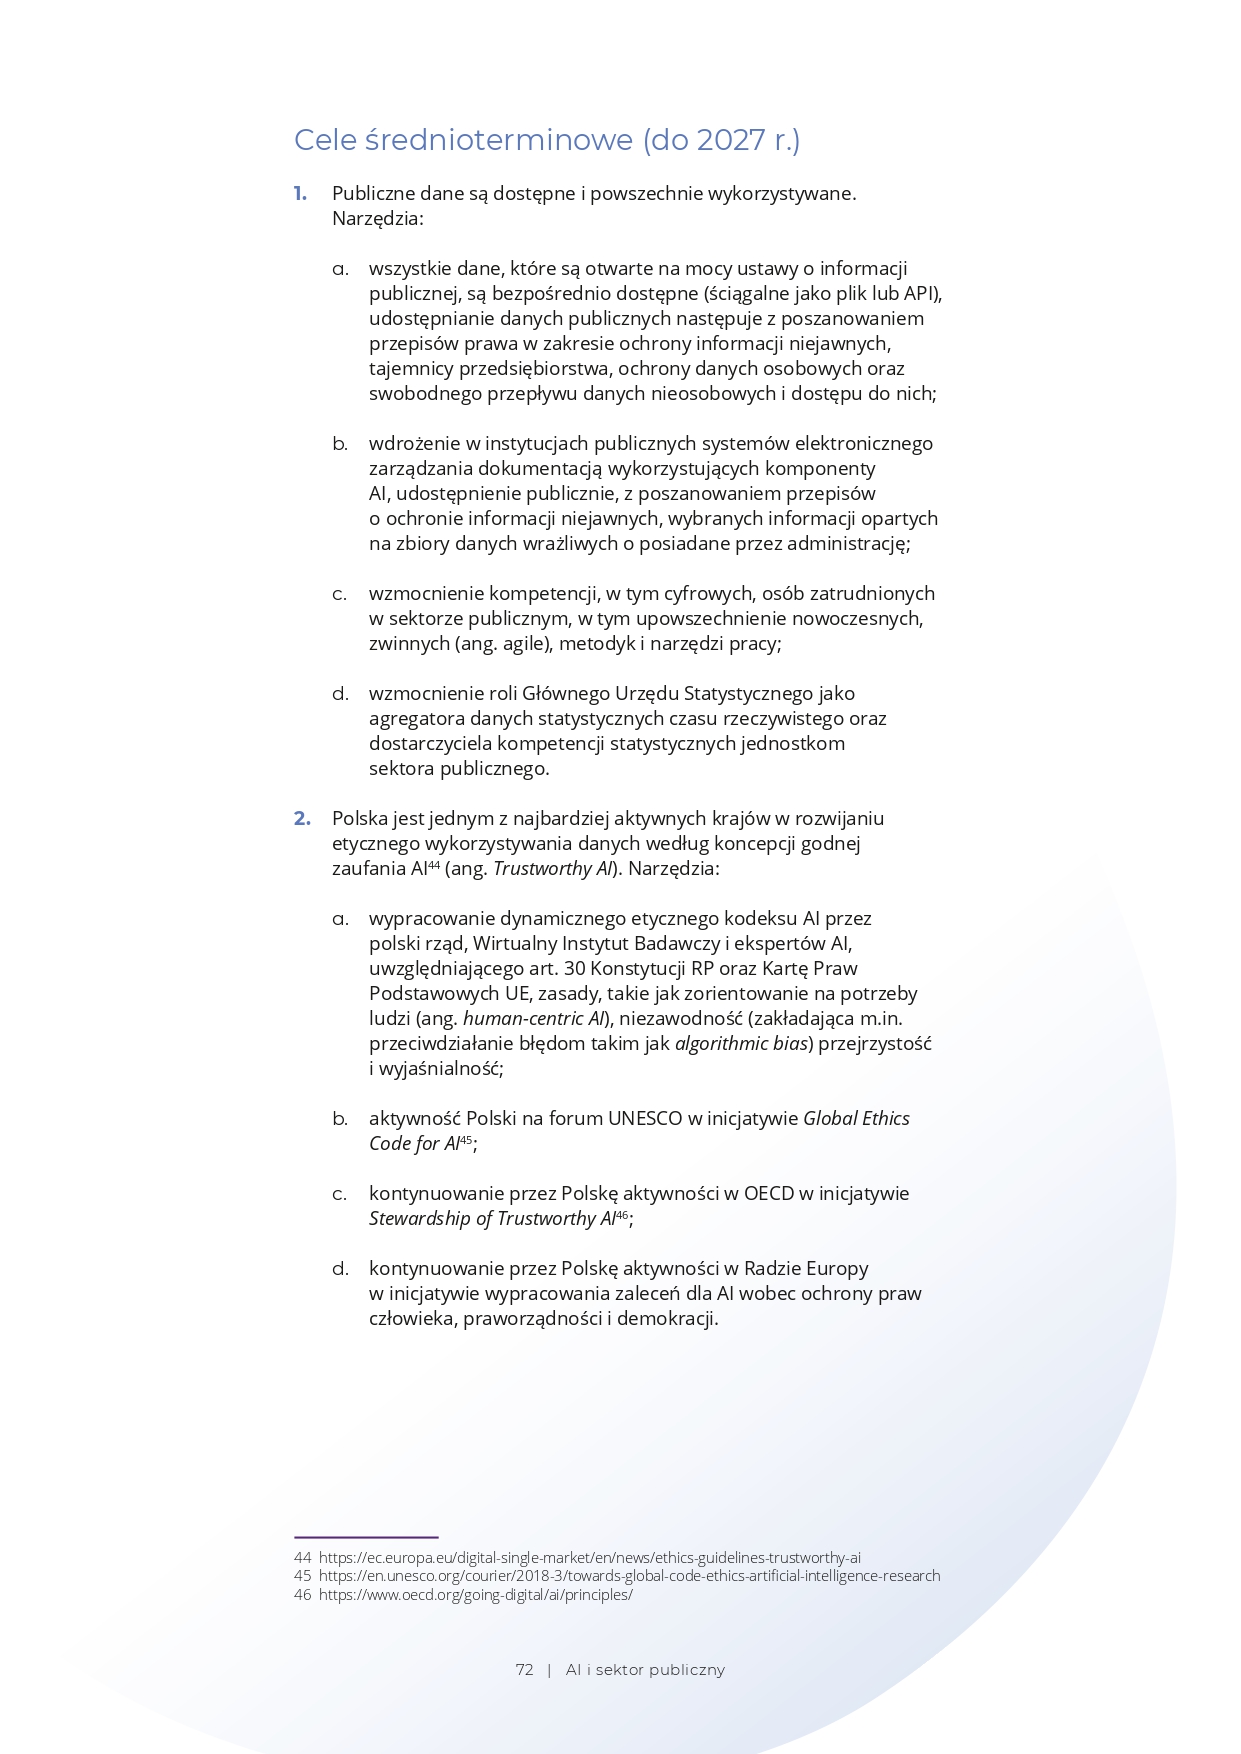 Cele średnioterminowe (do 2027 r.)
1. Publiczne dane są dostępne i powszechnie wykorzystywane.
Narzędzia:
a. wszystkie dane, które są otwarte na mocy ustawy o informacji
publicznej, są bezpośrednio dostępne (ściągalne jako plik lub API),
udostępnianie danych publicznych następuje z poszanowaniem
przepisów prawa w zakresie ochrony informacji niejawnych,
tajemnicy przedsiębiorstwa, ochrony danych osobowych oraz
swobodnego przepływu danych nieosobowych i dostępu do nich;
b. wdrożenie w instytucjach publicznych systemów elektronicznego
zarządzania dokumentacją wykorzystujących komponenty
AI, udostępnienie publicznie, z poszanowaniem przepisów
o ochronie informacji niejawnych, wybranych informacji opartych
na zbiory danych wrażliwych o posiadane przez administrację;
c. wzmocnienie kompetencji, w tym cyfrowych, osób zatrudnionych
w sektorze publicznym, w tym upowszechnienie nowoczesnych,
zwinnych (ang. agile), metodyk i narzędzi pracy;
d. wzmocnienie roli Głównego Urzędu Statystycznego jako
agregatora danych statystycznych czasu rzeczywistego oraz
dostarczyciela kompetencji statystycznych jednostkom
sektora publicznego.
2. Polska jest jednym z najbardziej aktywnych krajów w rozwijaniu
etycznego wykorzystywania danych według koncepcji godnej
zaufania AI44 (ang. Trustworthy AI). Narzędzia:
a. wypracowanie dynamicznego etycznego kodeksu AI przez
polski rząd, Wirtualny Instytut Badawczy i ekspertów AI,
uwzględniającego art. 30 Konstytucji RP oraz Kartę Praw
Podstawowych UE, zasady, takie jak zorientowanie na potrzeby
ludzi (ang. human-centric AI), niezawodność (zakładająca m.in.
przeciwdziałanie błędom takim jak algorithmic bias) przejrzystość
i wyjaśnialność;
b. aktywność Polski na forum UNESCO w inicjatywie Global Ethics
Code for AI45;
c. kontynuowanie przez Polskę aktywności w OECD w inicjatywie
Stewardship of Trustworthy AI46;
d. kontynuowanie przez Polskę aktywności w Radzie Europy
w inicjatywie wypracowania zaleceń dla AI wobec ochrony praw
człowieka, praworządności i demokracji.
44 https://ec.europa.eu/digital-single-market/en/news/ethics-guidelines-trustworthy-ai
45 https://en.unesco.org/courier/2018-3/towards-global-code-ethics-artificial-intelligence-research
46 https://www.oecd.org/going-digital/ai/principles/
72 | AI i sektor publiczny